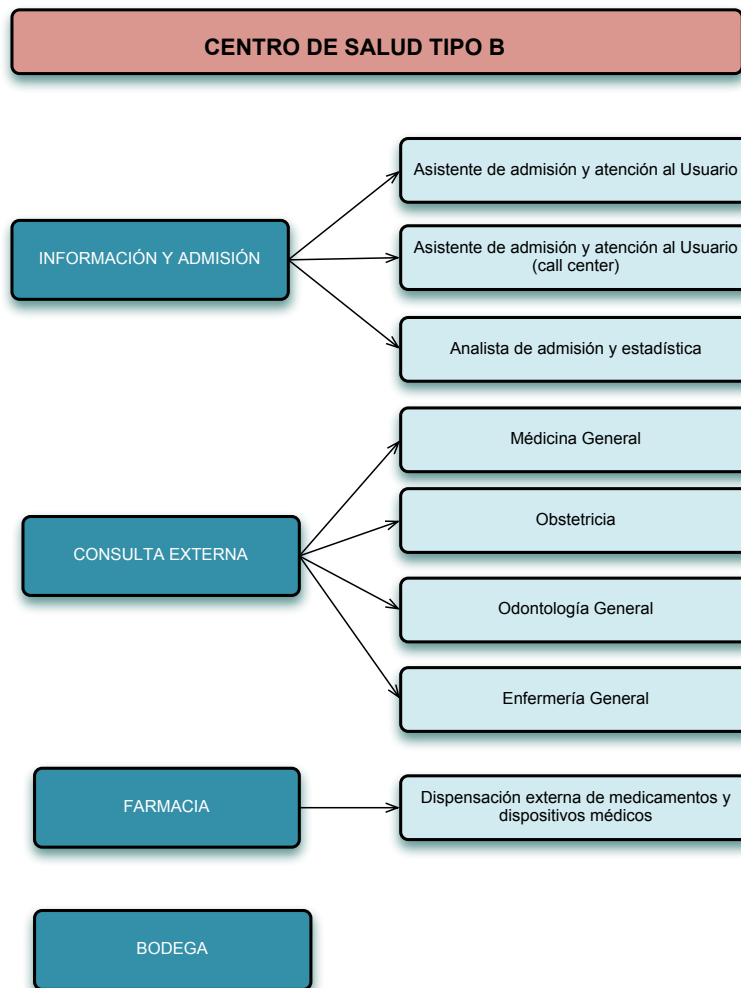 CENTRO DE SALUD TIPO B
INFORMACIÓN Y ADMISIÓN
Asistente de admisión y atención al Usuario
Asistente de admisión y atención al Usuario
(call center)
Analista de admisión y estadística
CONSULTA EXTERNA
Médicina General
Obstetricia
Odontología General
Enfermería General
FARMACIA
Dispensación externa de medicamentos y
dispositivos médicos
BODEGA